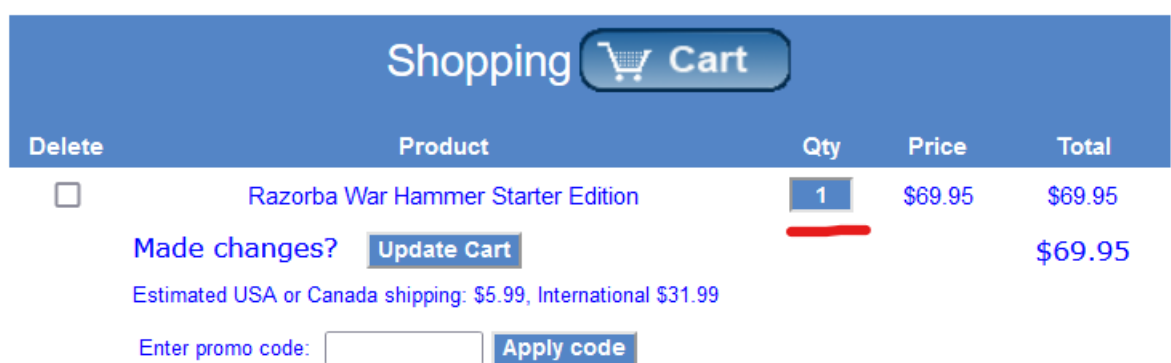 Shopping Cart
Delete Product Qty Price Total
Razorba War Hammer Starter Edition 1 $69.95 $69.95
Made changes? Update Cart $69.95
Estimated USA or Canada shipping: $5.99, International $31.99
Enter promo code: Apply code